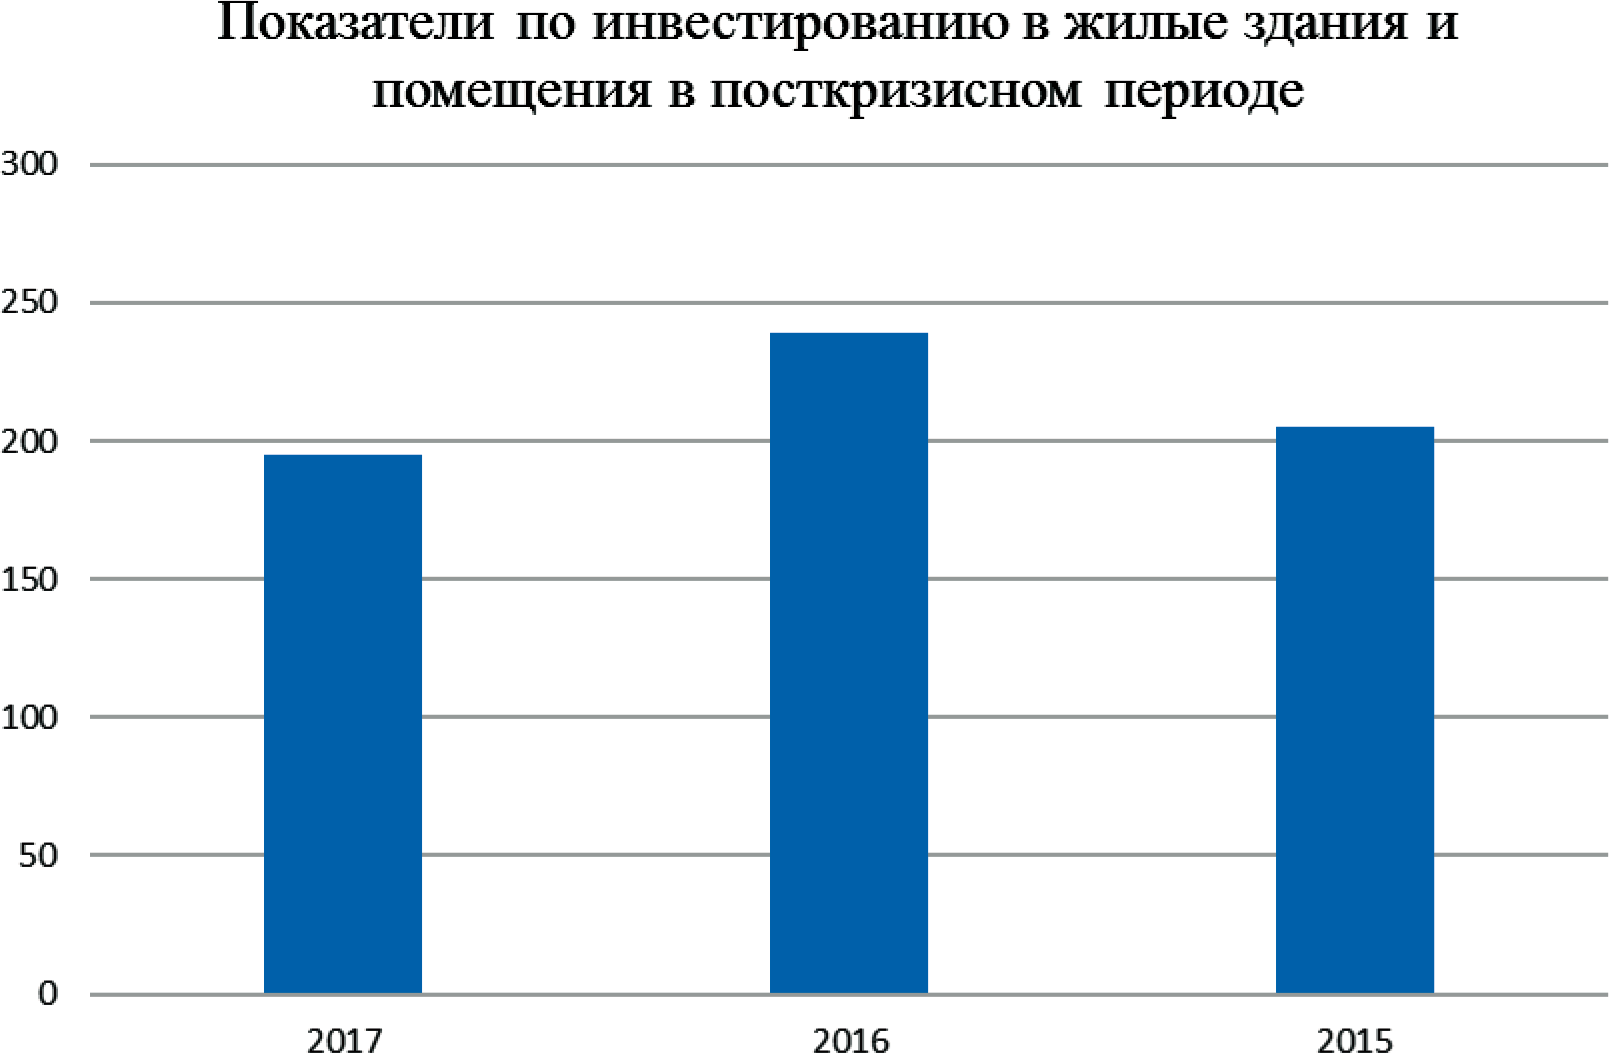 Показатели по инвестированию в жилые здания и
помещения в посткризисном периоде
300
250
200
150
100
50
0
2017 2016 2015